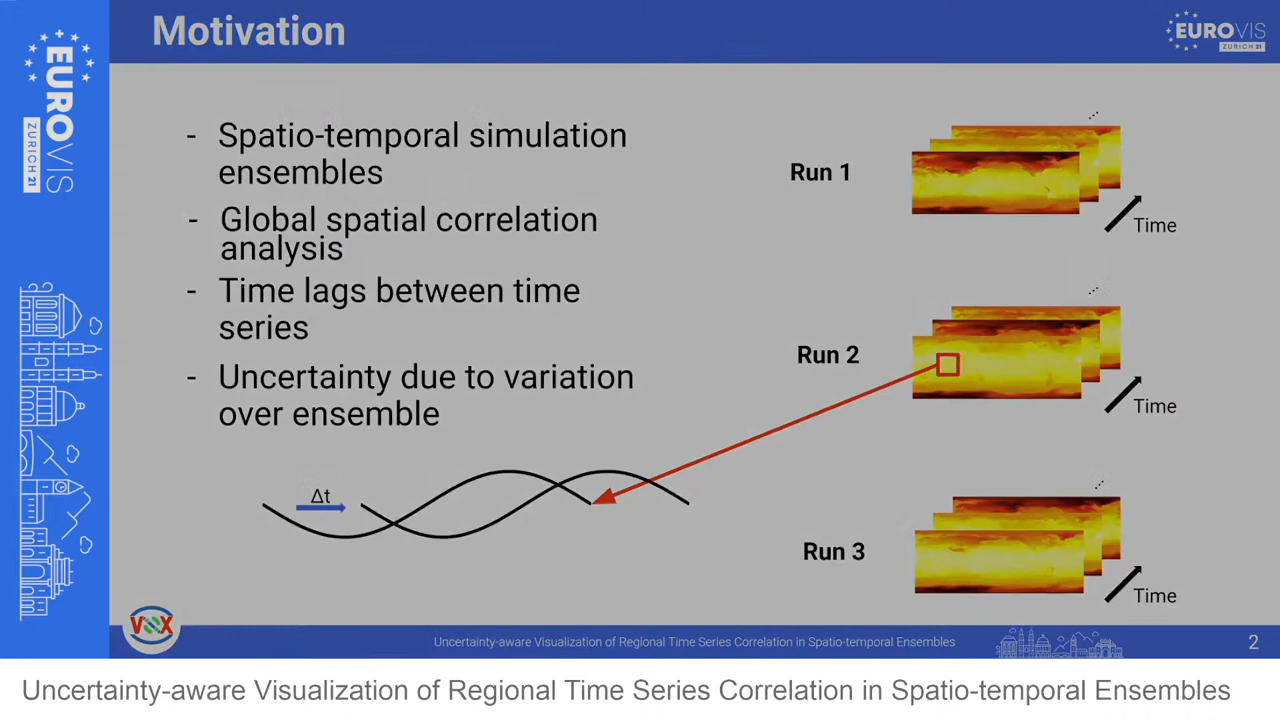 Motivation
EUROVIS
ZURICH 21
EUROVIS
ZURICH 21
- Spatio-temporal simulation
ensembles
- Global spatial correlation
analysis
- Time lags between time
series
- Uncertainty due to variation
over ensemble
Δt
Run 1
...
Time
Run 2
...
Time
Run 3
...
Time
VOX
Uncertainty-aware Visualization of Regional Time Series Correlation in Spatio-temporal Ensembles
2
Uncertainty-aware Visualization of Regional Time Series Correlation in Spatio-temporal Ensembles